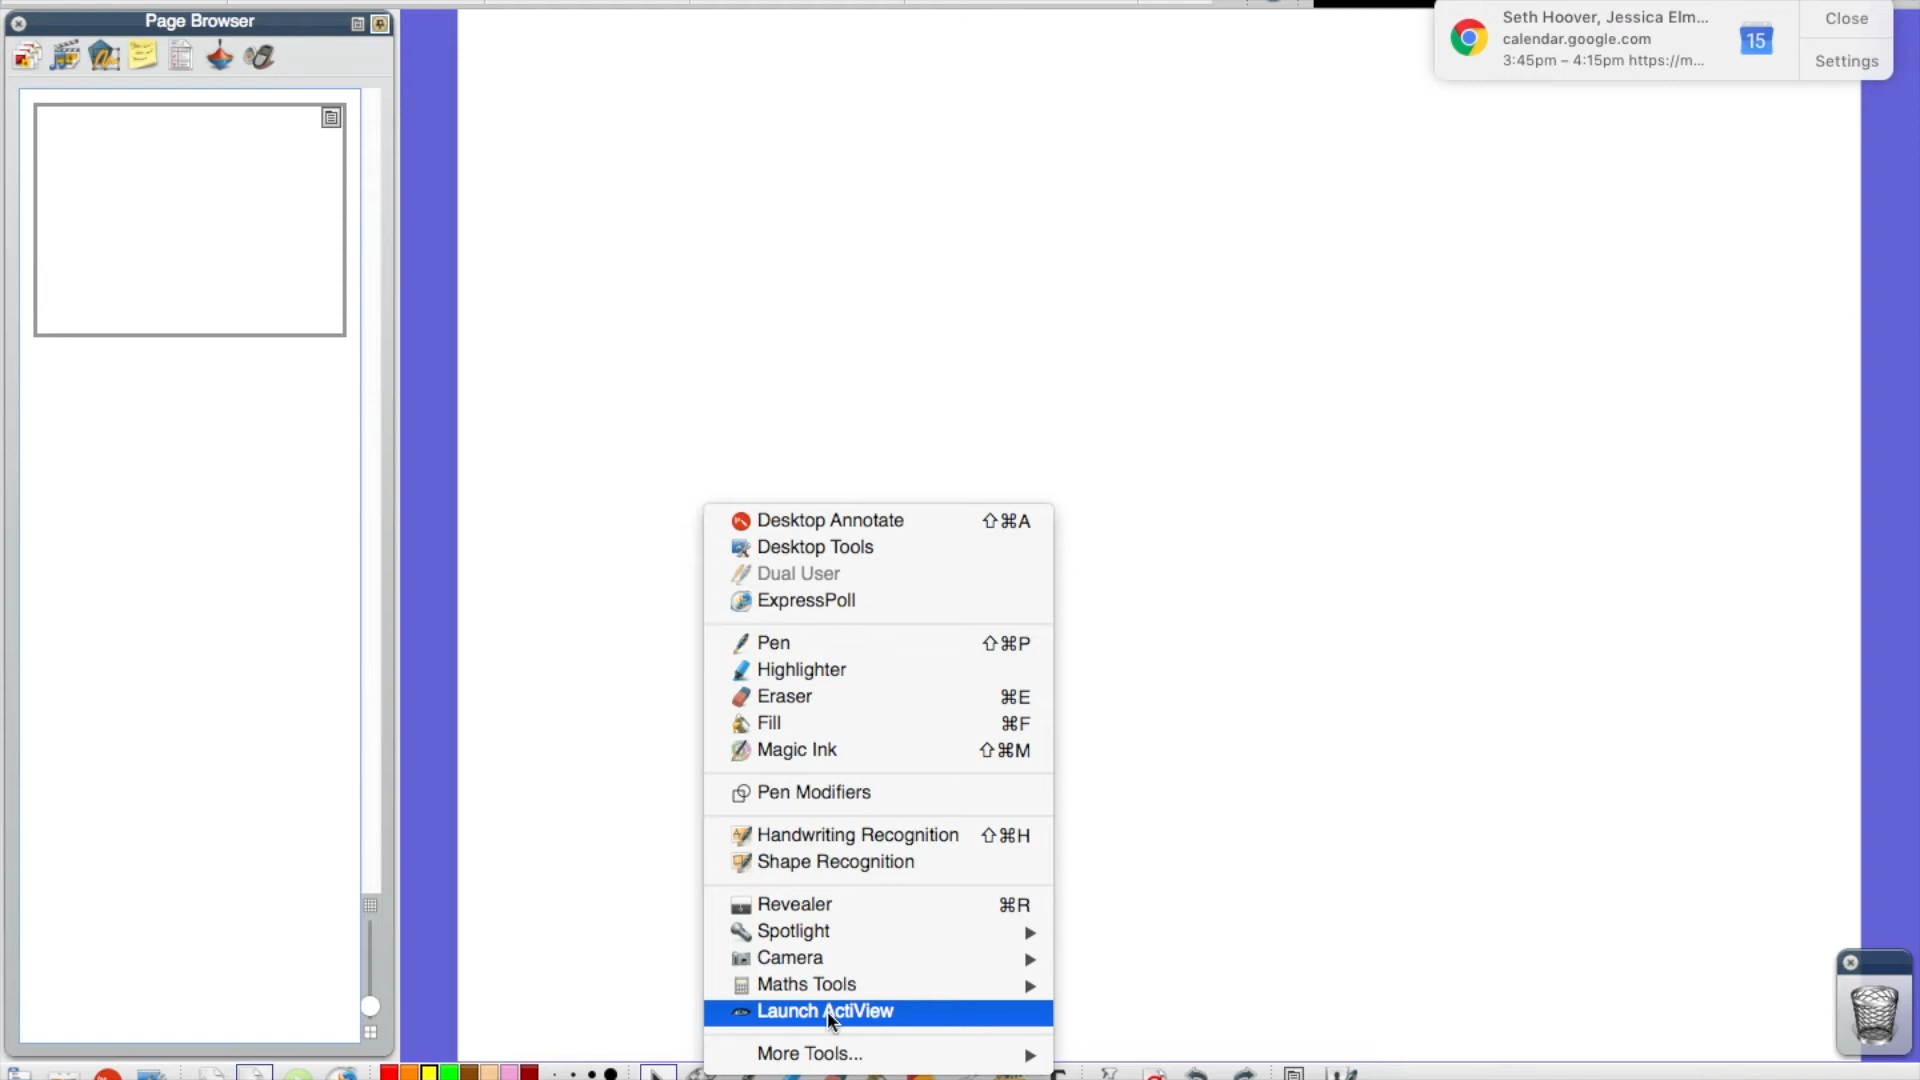 Page Browser
Seth Hoover, Jessica Elm...
calendar.google.com
3:45pm – 4:15pm https://m...
15
Close
Settings
Desktop Annotate ⇧⌘A
Desktop Tools
Dual User
ExpressPoll
Pen ⇧⌘P
Highlighter
Eraser ⌘E
Fill ⌘F
Magic Ink ⇧⌘M
Pen Modifiers
Handwriting Recognition ⇧⌘H
Shape Recognition
Revealer ⌘R
Spotlight
Camera
Maths Tools
Launch ActiView
More Tools...